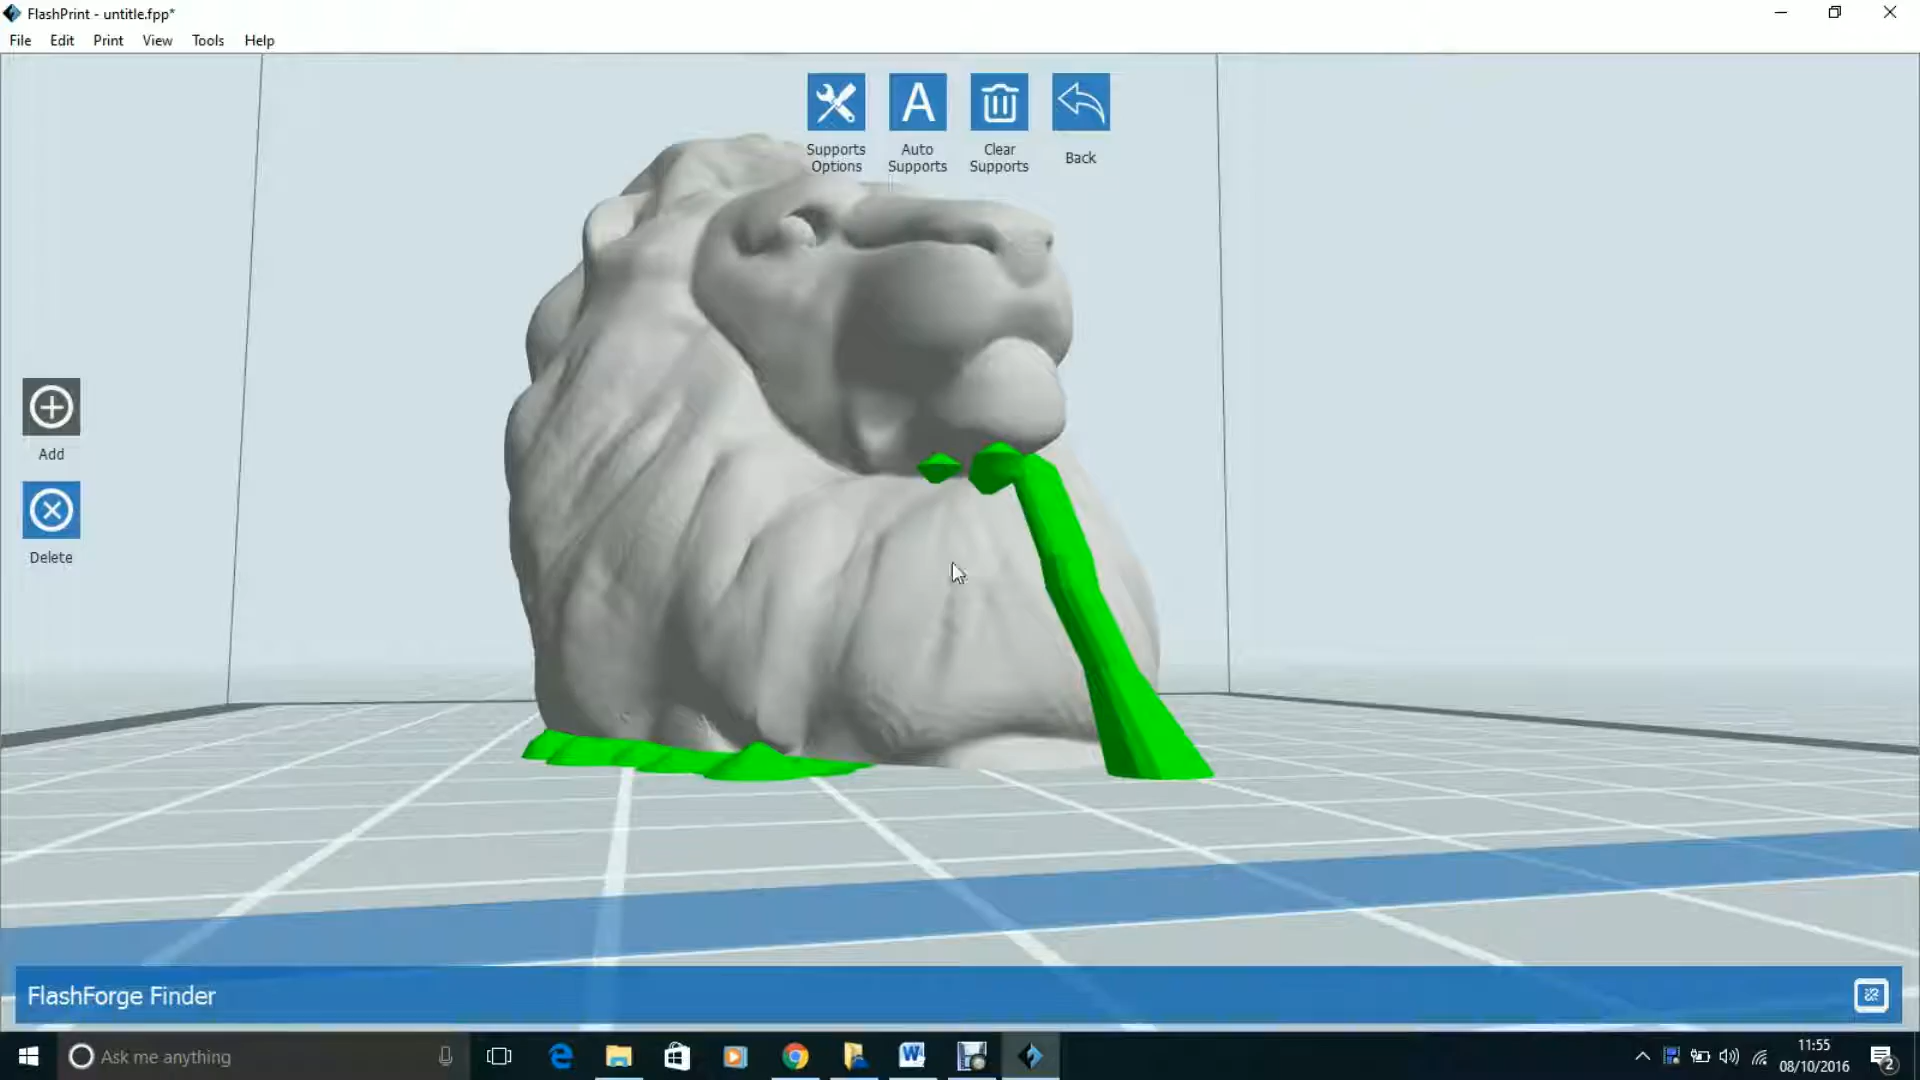 FlashPrint - untitle.fpp*
File Edit Print View Tools Help
A
Supports
Options
Auto
Supports
Clear
Supports
Back
Add
Delete
FlashForge Finder
Ask me anything
11:55
08/10/2016
2